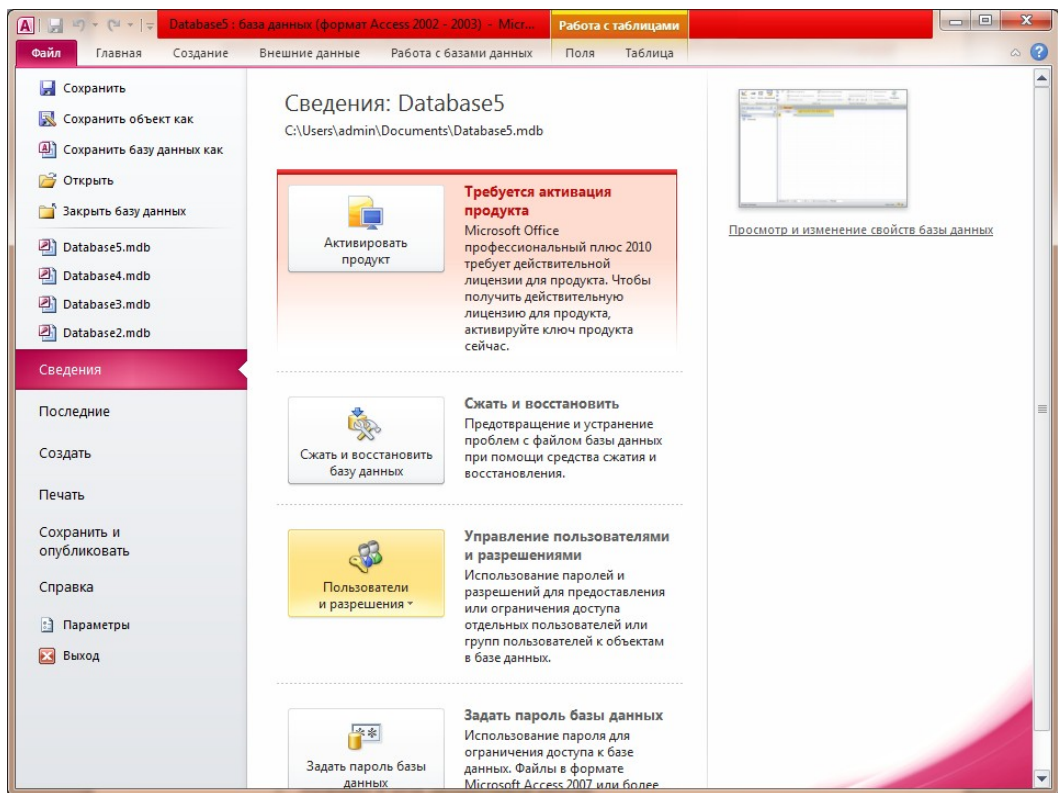 Database5 : база данных (формат Access 2002 - 2003) - Micr...
Работа с таблицами
Файл
Главная
Создание
Внешние данные
Работа с базами данных
Поля
Таблица
Сохранить
Сохранить объект как
Сохранить базу данных как
Открыть
Закрыть базу данных
Database5.mdb
Database4.mdb
Database3.mdb
Database2.mdb
Сведения
Последние
Создать
Печать
Сохранить и
опубликовать
Справка
Параметры
Выход
Сведения: Database5
C:\Users\admin\Documents\Database5.mdb
Активировать
продукт
Требуется активация
продукта
Microsoft Office
профессиональный плюс 2010
требует действительной
лицензии для продукта. Чтобы
получить действительную
лицензию для продукта,
активируйте ключ продукта
сейчас.
Сжать и восстановить
базу данных
Сжать и восстановить
Предотвращение и устранение
проблем с файлом базы данных
при помощи средства сжатия и
восстановления.
Пользователи
и разрешения
Управление пользователями
и разрешениями
Использование паролей и
разрешений для предоставления
или ограничения доступа
отдельных пользователей или
групп пользователей к объектам
в базе данных.
Задать пароль базы
данных
Задать пароль базы данных
Использование пароля для
ограничения доступа к базе
данных. Файлы в формате
Microsoft Access 2007 или более
Просмотр и изменение свойств базы данных